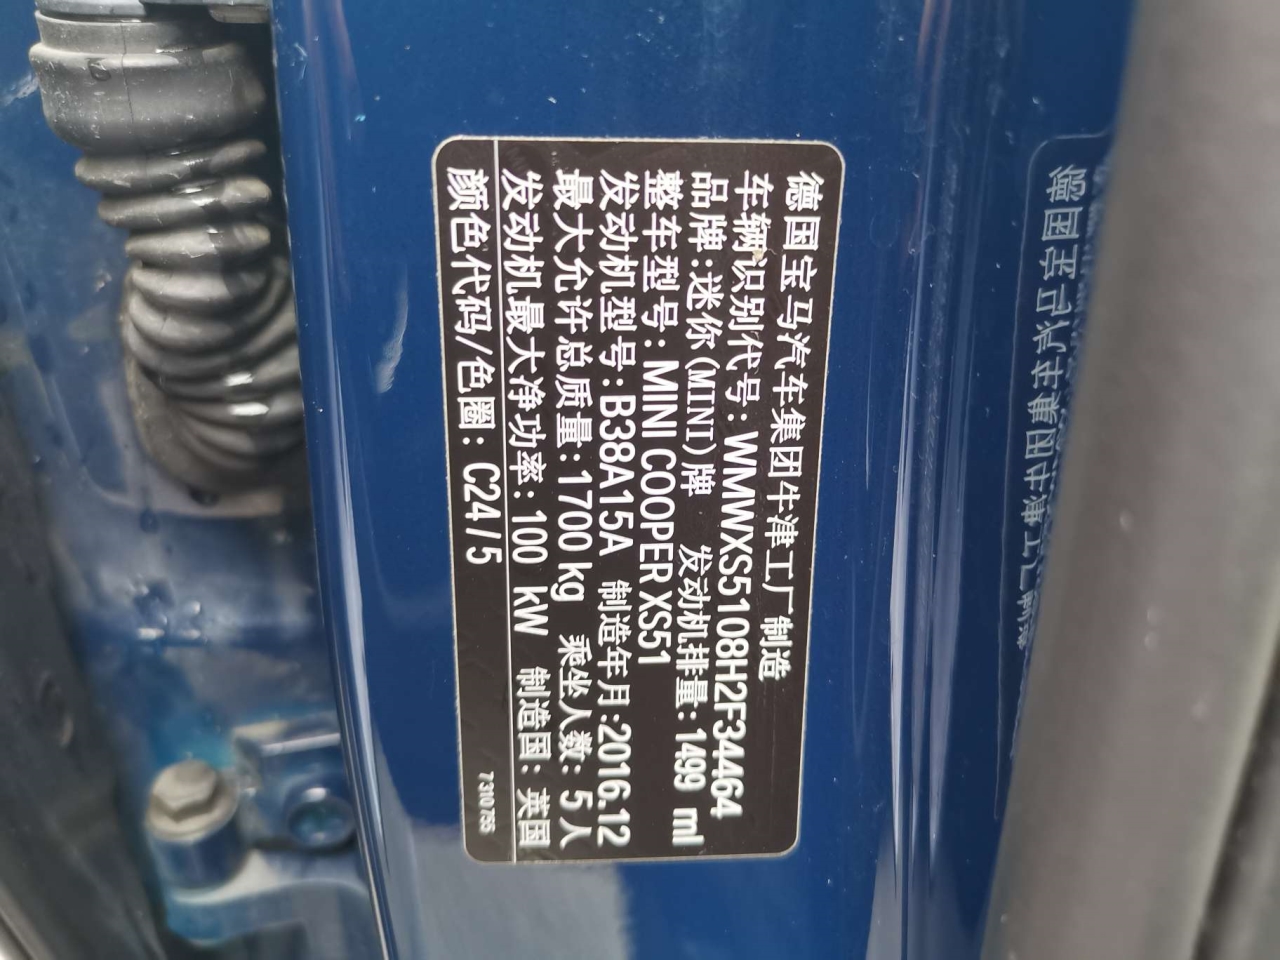 德国宝马汽车集团牛津工厂制造
车辆识别代号: WMWXS5108H2F34464
品牌:迷你(MINI)牌 发动机排量:1499 ml
整车型号: MINI COOPER XS51
发动机型号:B38A15A 制造年月:2016.12
最大允许总质量:1700kg 乘坐人数: 5人
发动机最大净功率:100 kW 制造国: 英国
颜色代码/色圈: C24/5
7310755